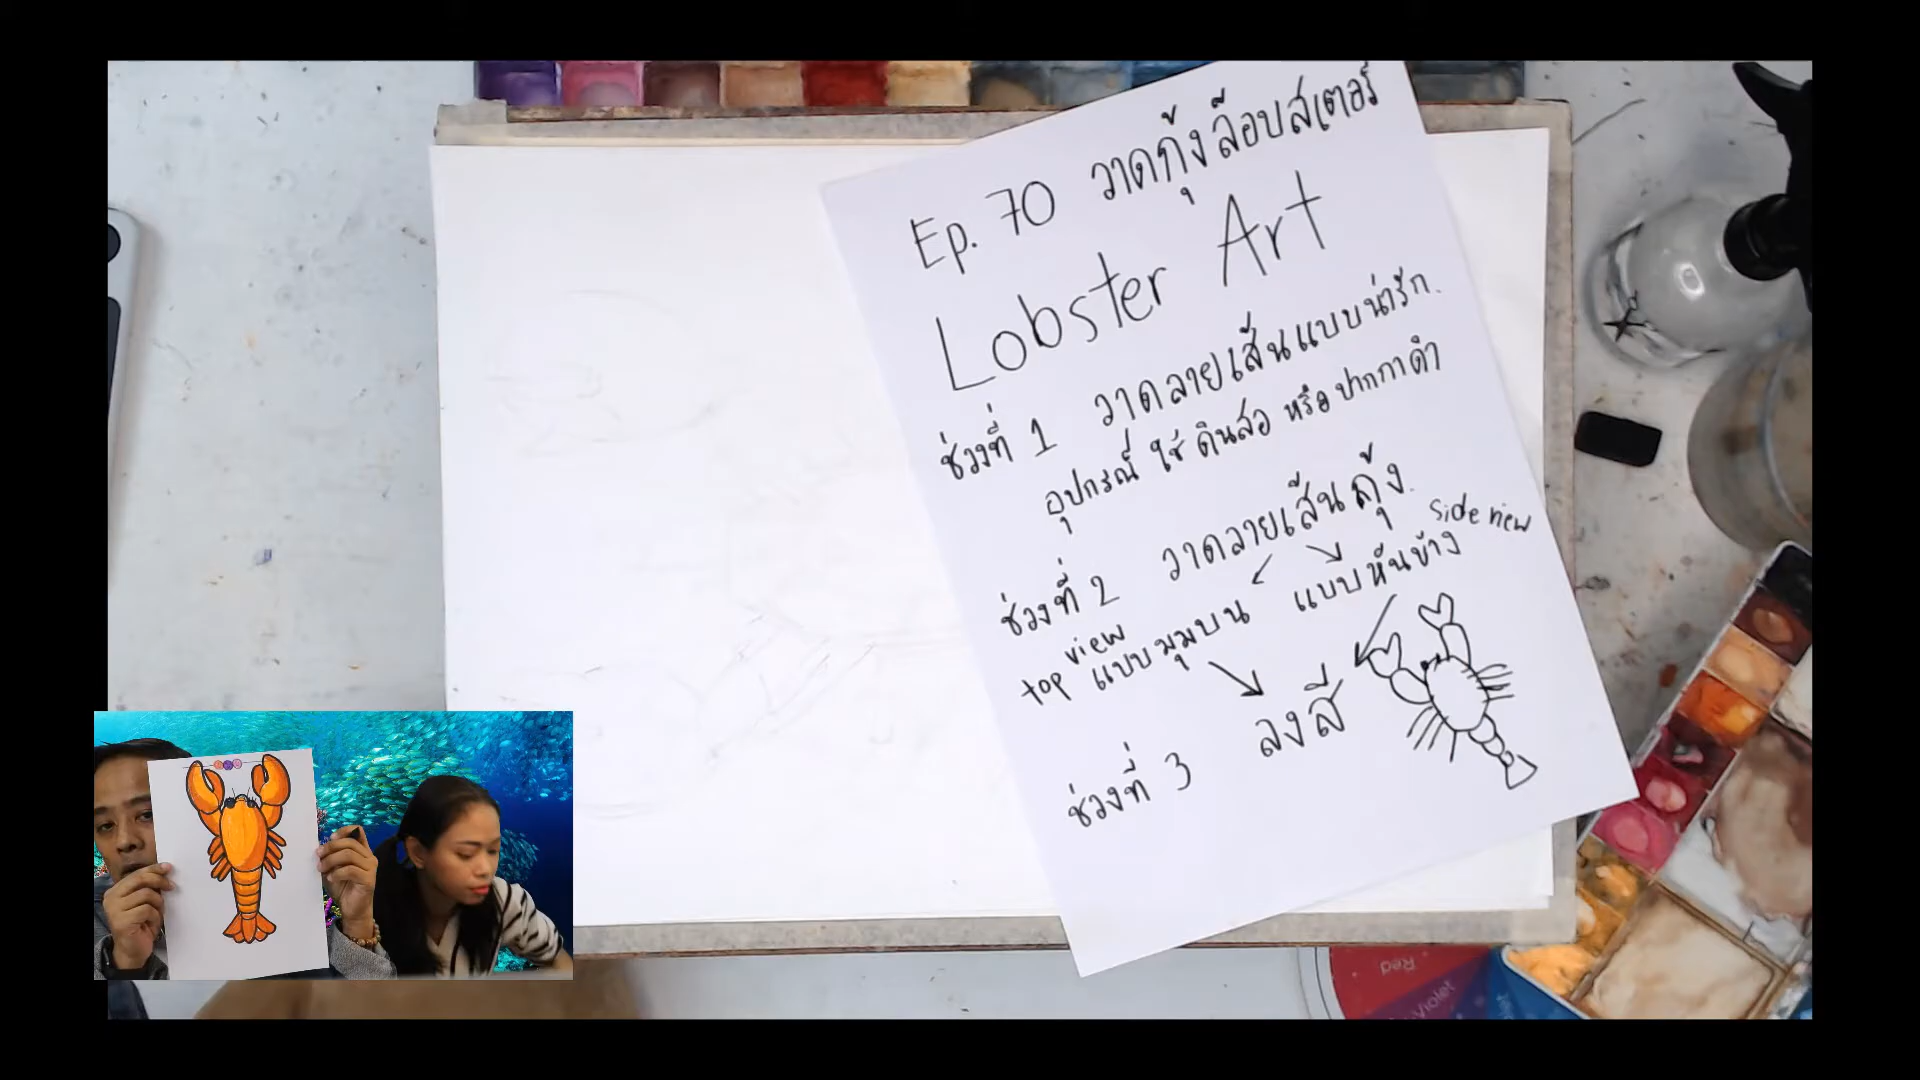 Ep. 70 วาดกุ้งล็อบสเตอร์
Lobster Art
ช่วงที่ 1 วาดลายเส้นแบบน่ารัก.
อุปกรณ์ ใช้ ดินสอ หรือ ปากกาดำ
ช่วงที่ 2 วาดลายเส้นกุ้ง.
side view
top view แบบมุมบน แบบหันข้าง
ช่วงที่ 3 ลงสี
Red
Violet